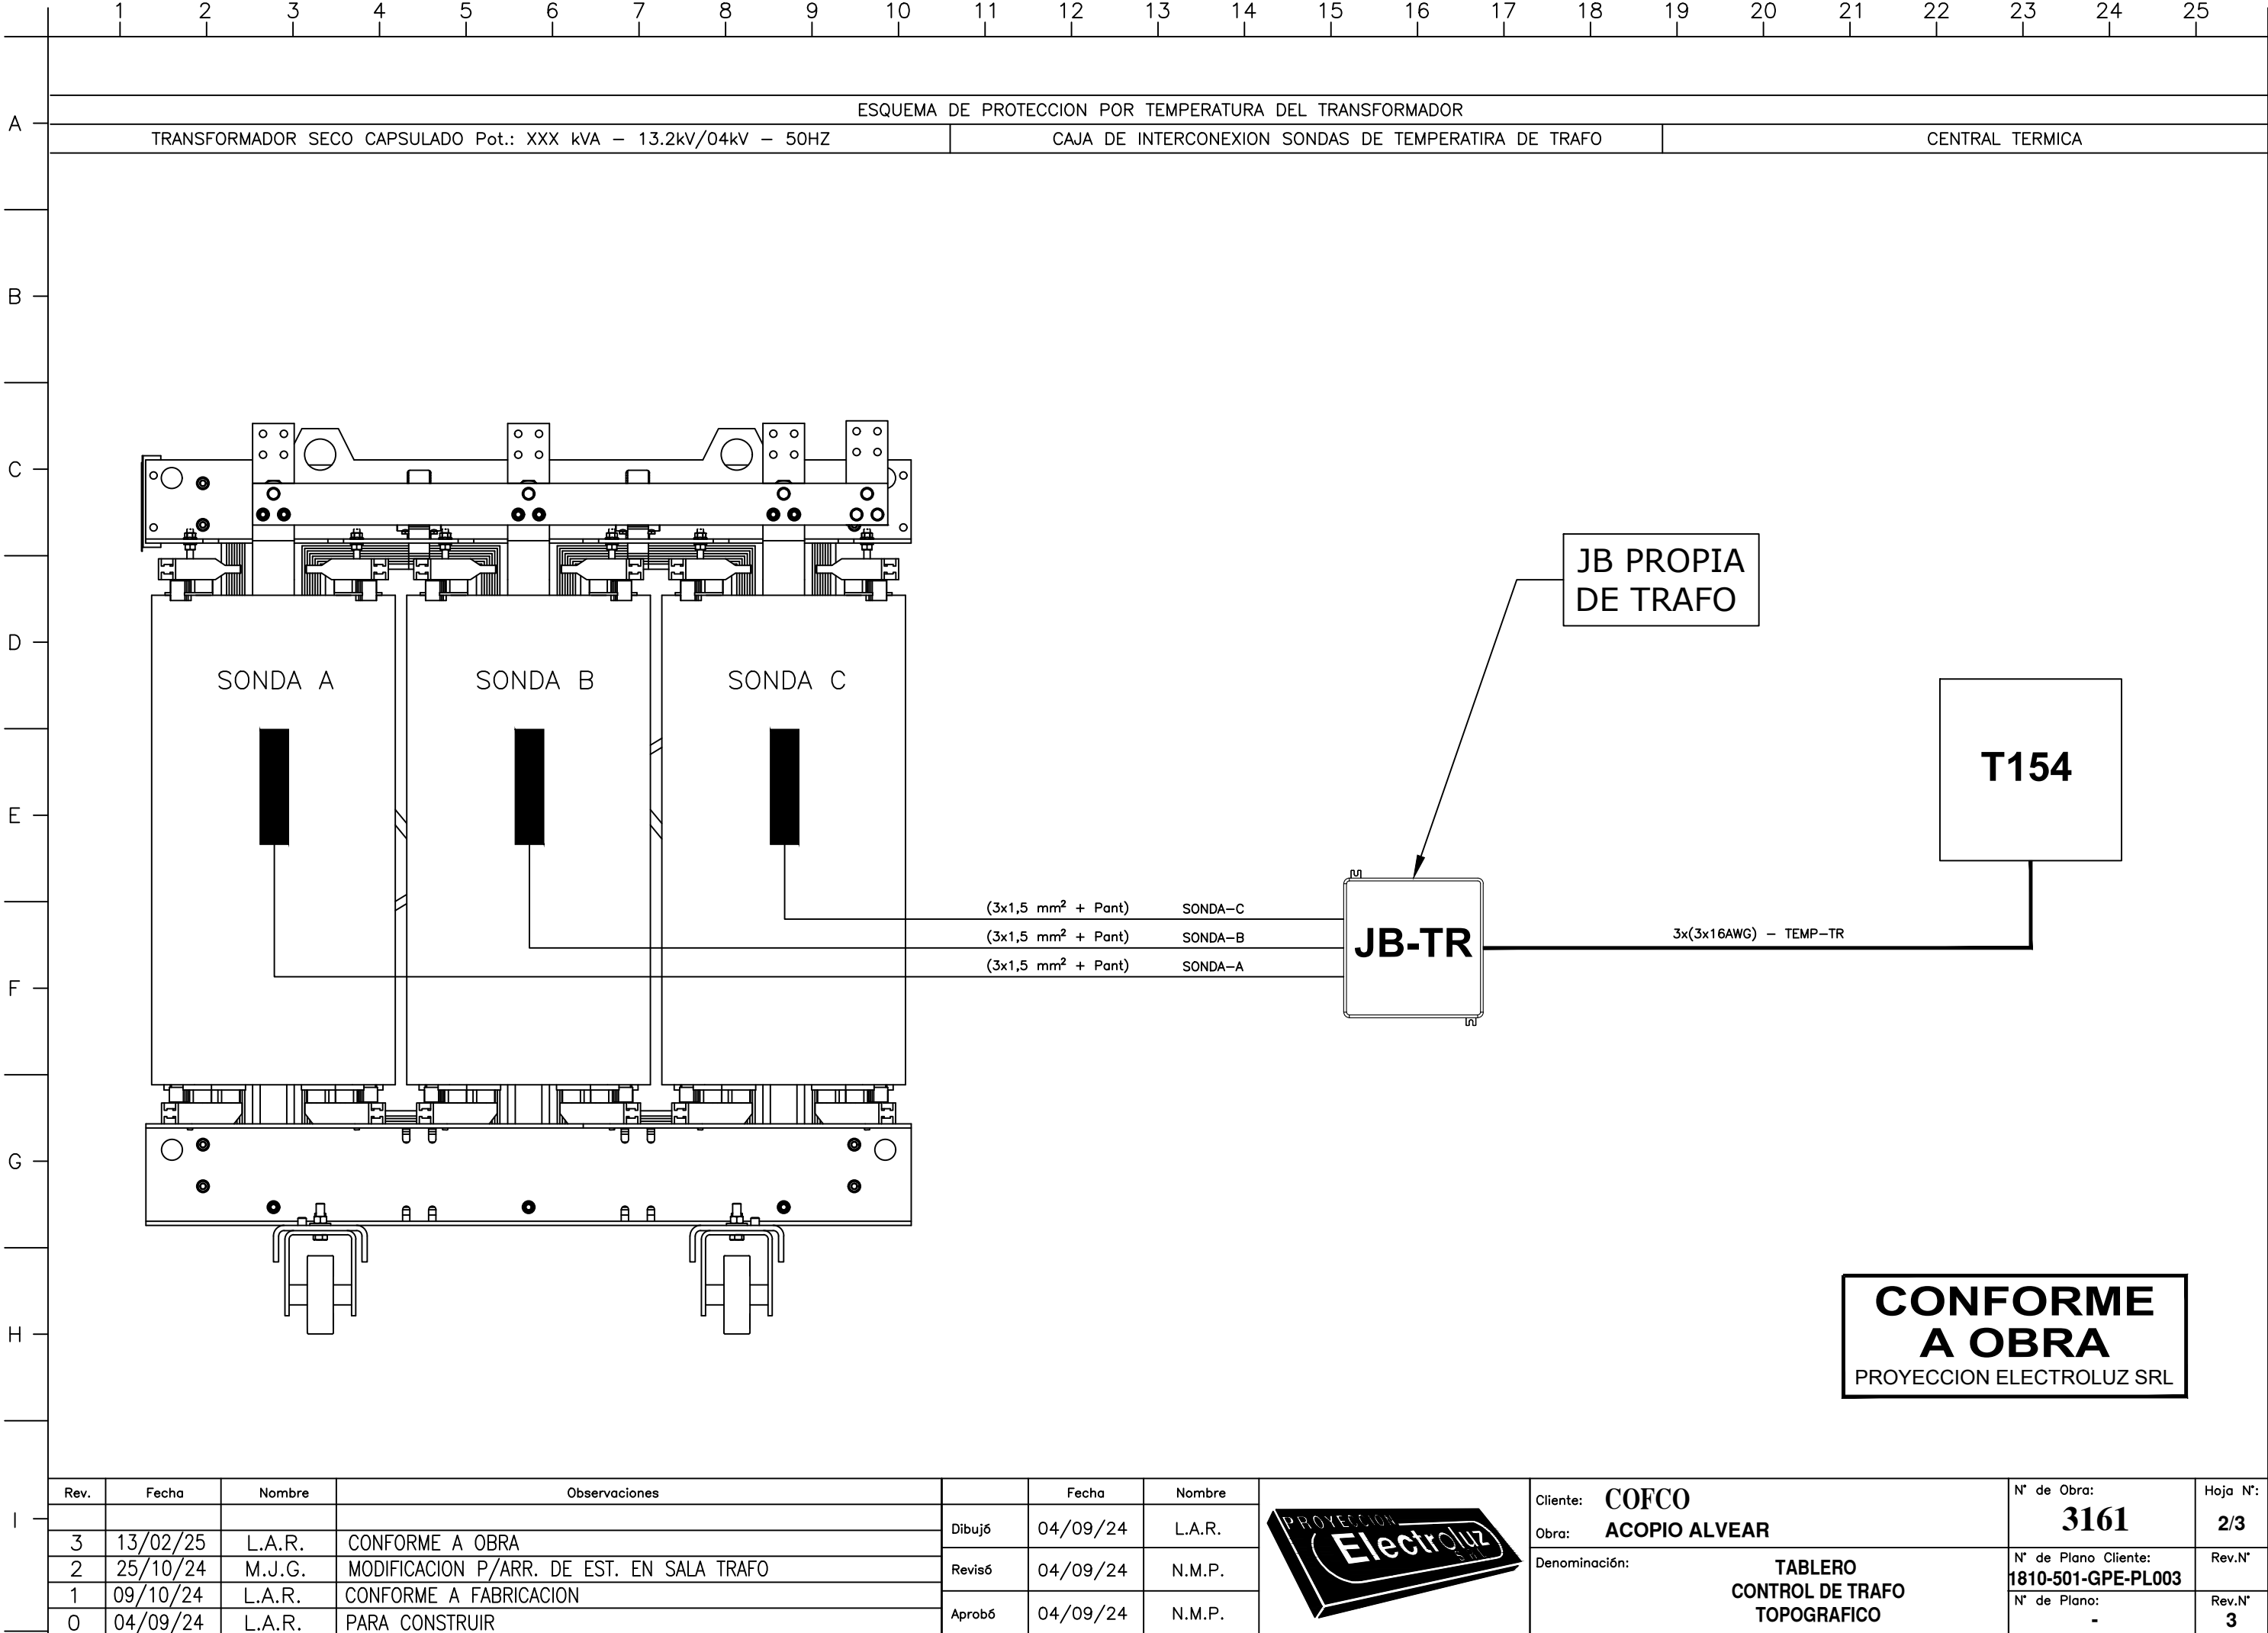 1 2 3 4 5 6 7 8 9 10 11 12 13 14 15 16 17 18 19 20 21 22 23 24 25
ESQUEMA DE PROTECCION POR TEMPERATURA DEL TRANSFORMADOR
A
TRANSFORMADOR SECO CAPSULADO Pot.: XXX kVA - 13.2kV/04kV - 50HZ
CAJA DE INTERCONEXION SONDAS DE TEMPERATIRA DE TRAFO
CENTRAL TERMICA
B
C
JB PROPIA
DE TRAFO
D
SONDA A
SONDA B
SONDA C
T154
E
(3x1,5 mm² + Pant) SONDA-C
(3x1,5 mm² + Pant) SONDA-B
(3x1,5 mm² + Pant) SONDA-A
JB-TR
3x(3x16AWG) - TEMP-TR
F
G
H
CONFORME
A OBRA
PROYECCION ELECTROLUZ SRL
I
Rev. Fecha Nombre Observaciones
3 13/02/25 L.A.R. CONFORME A OBRA
2 25/10/24 M.J.G. MODIFICACION P/ARR. DE EST. EN SALA TRAFO
1 09/10/24 L.A.R. CONFORME A FABRICACION
0 04/09/24 L.A.R. PARA CONSTRUIR
Fecha Nombre
Dibujó 04/09/24 L.A.R.
Revisó 04/09/24 N.M.P.
Aprobó 04/09/24 N.M.P.
PROYECCION
Electroluz
Cliente: COFCO
Obra: ACOPIO ALVEAR
Denominación:
TABLERO
CONTROL DE TRAFO
TOPOGRAFICO
N° de Obra:
3161
Hoja N°:
2/3
N° de Plano Cliente:
1810-501-GPE-PL003
Rev.N°
N° de Plano:
-
Rev.N°
3